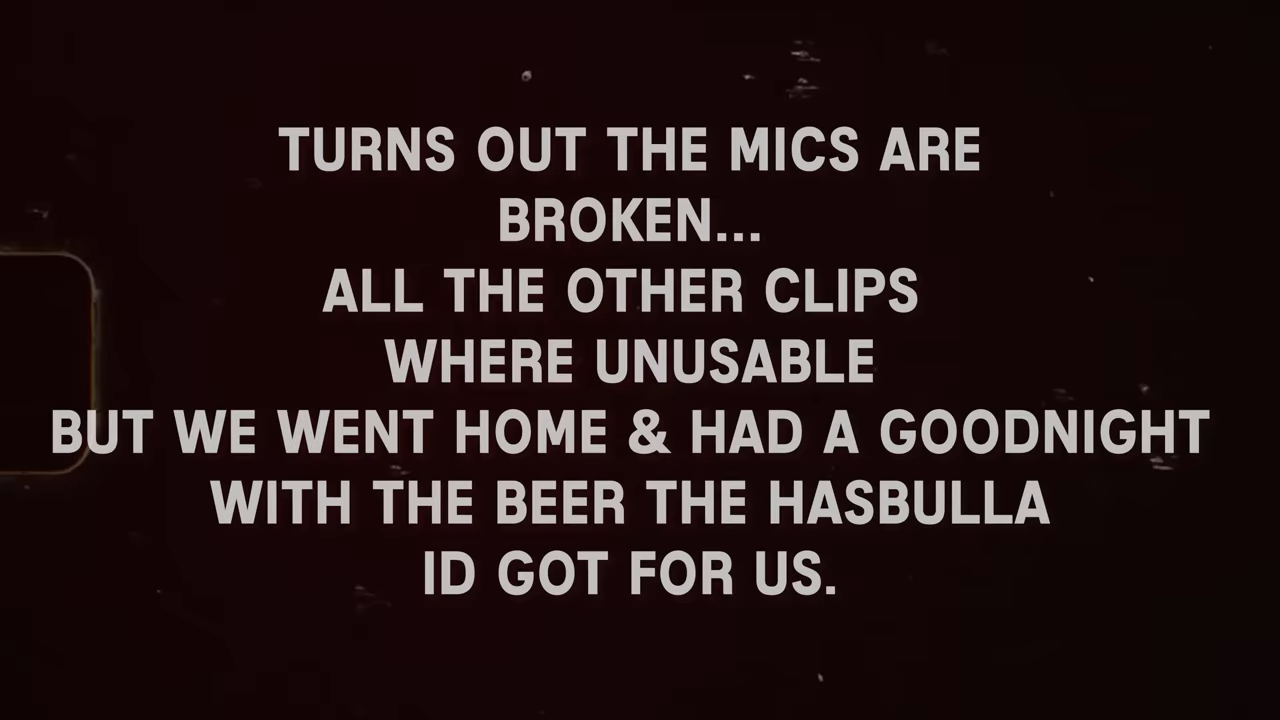 TURNS OUT THE MICS ARE
BROKEN...
ALL THE OTHER CLIPS
WHERE UNUSABLE
BUT WE WENT HOME & HAD A GOODNIGHT
WITH THE BEER THE HASBULLA
ID GOT FOR US.